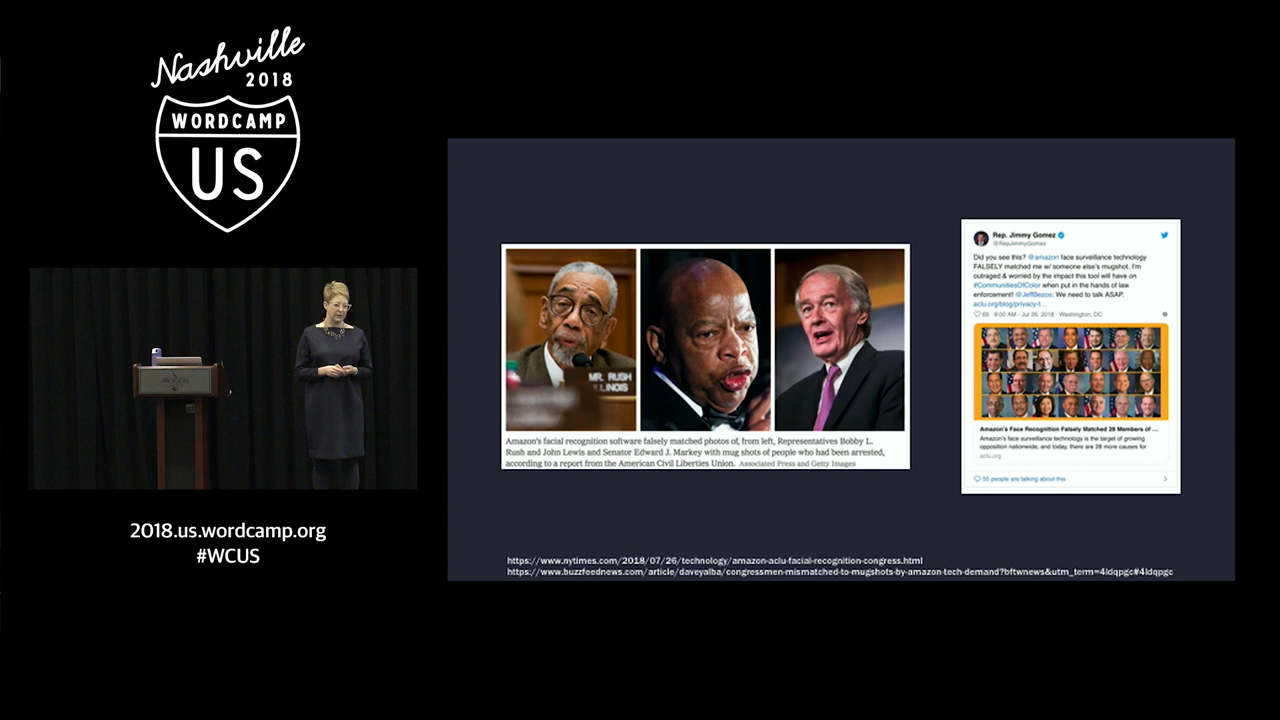 Nashville
2018
WORDCAMP
US
2018.us.wordcamp.org
#WCUS
MR. RUSH
ILLINOIS
Amazon's facial recognition software falsely matched photos of, from left, Representatives Bobby L.
Rush and John Lewis and Senator Edward J. Markey with mug shots of people who had been arrested,
according to a report from the American Civil Liberties Union. Associated Press and Getty Images
Rep. Jimmy Gomez
@RepJimmyGomez
Did you see this? @amazon face surveillance technology
FALSELY matched me w/ someone else's mugshot. I'm
outraged & worried by the impact this tool will have on
#CommunitiesOfColor when put in the hands of law
enforcement! @JeffBezos: We need to talk ASAP.
aclu.org/blog/privacy-t…
69 9:00 AM - Jul 26, 2018 · Washington, DC
Amazon's Face Recognition Falsely Matched 28 Members of ...
Amazon's face surveillance technology is the target of growing
opposition nationwide, and today, there are 28 more causes for
aclu.org
55 people are talking about this
https://www.nytimes.com/2018/07/26/technology/amazon-aclu-facial-recognition-congress.html
https://www.buzzfeednews.com/article/daveyalba/congressmen-mismatched-to-mugshots-by-amazon-tech-demand?bftwnews&utm_term=4ldqpgc#4ldqpgc